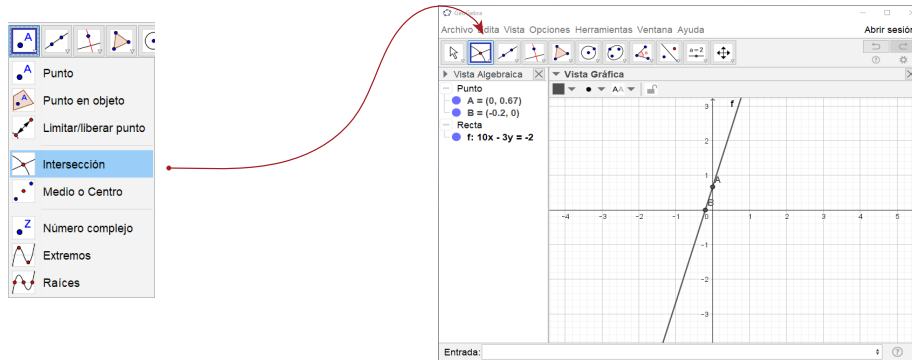 A
Punto
Punto en objeto
Limitar/liberar punto
Intersección
Medio o Centro
Z
Número complejo
Extremos
Raíces
GeoGebra
Archivo Edita Vista Opciones Herramientas Ventana Ayuda
Abrir sesión
a=2
Vista Algebraica
Vista Gráfica
AA
Punto
A = (0, 0.67)
B = (-0.2, 0)
Recta
f: 10x - 3y = -2
f
3
1
A
B
-4 -3 -2 -1 0 1 2 3 4 5
-1
-2
-3
Entrada: